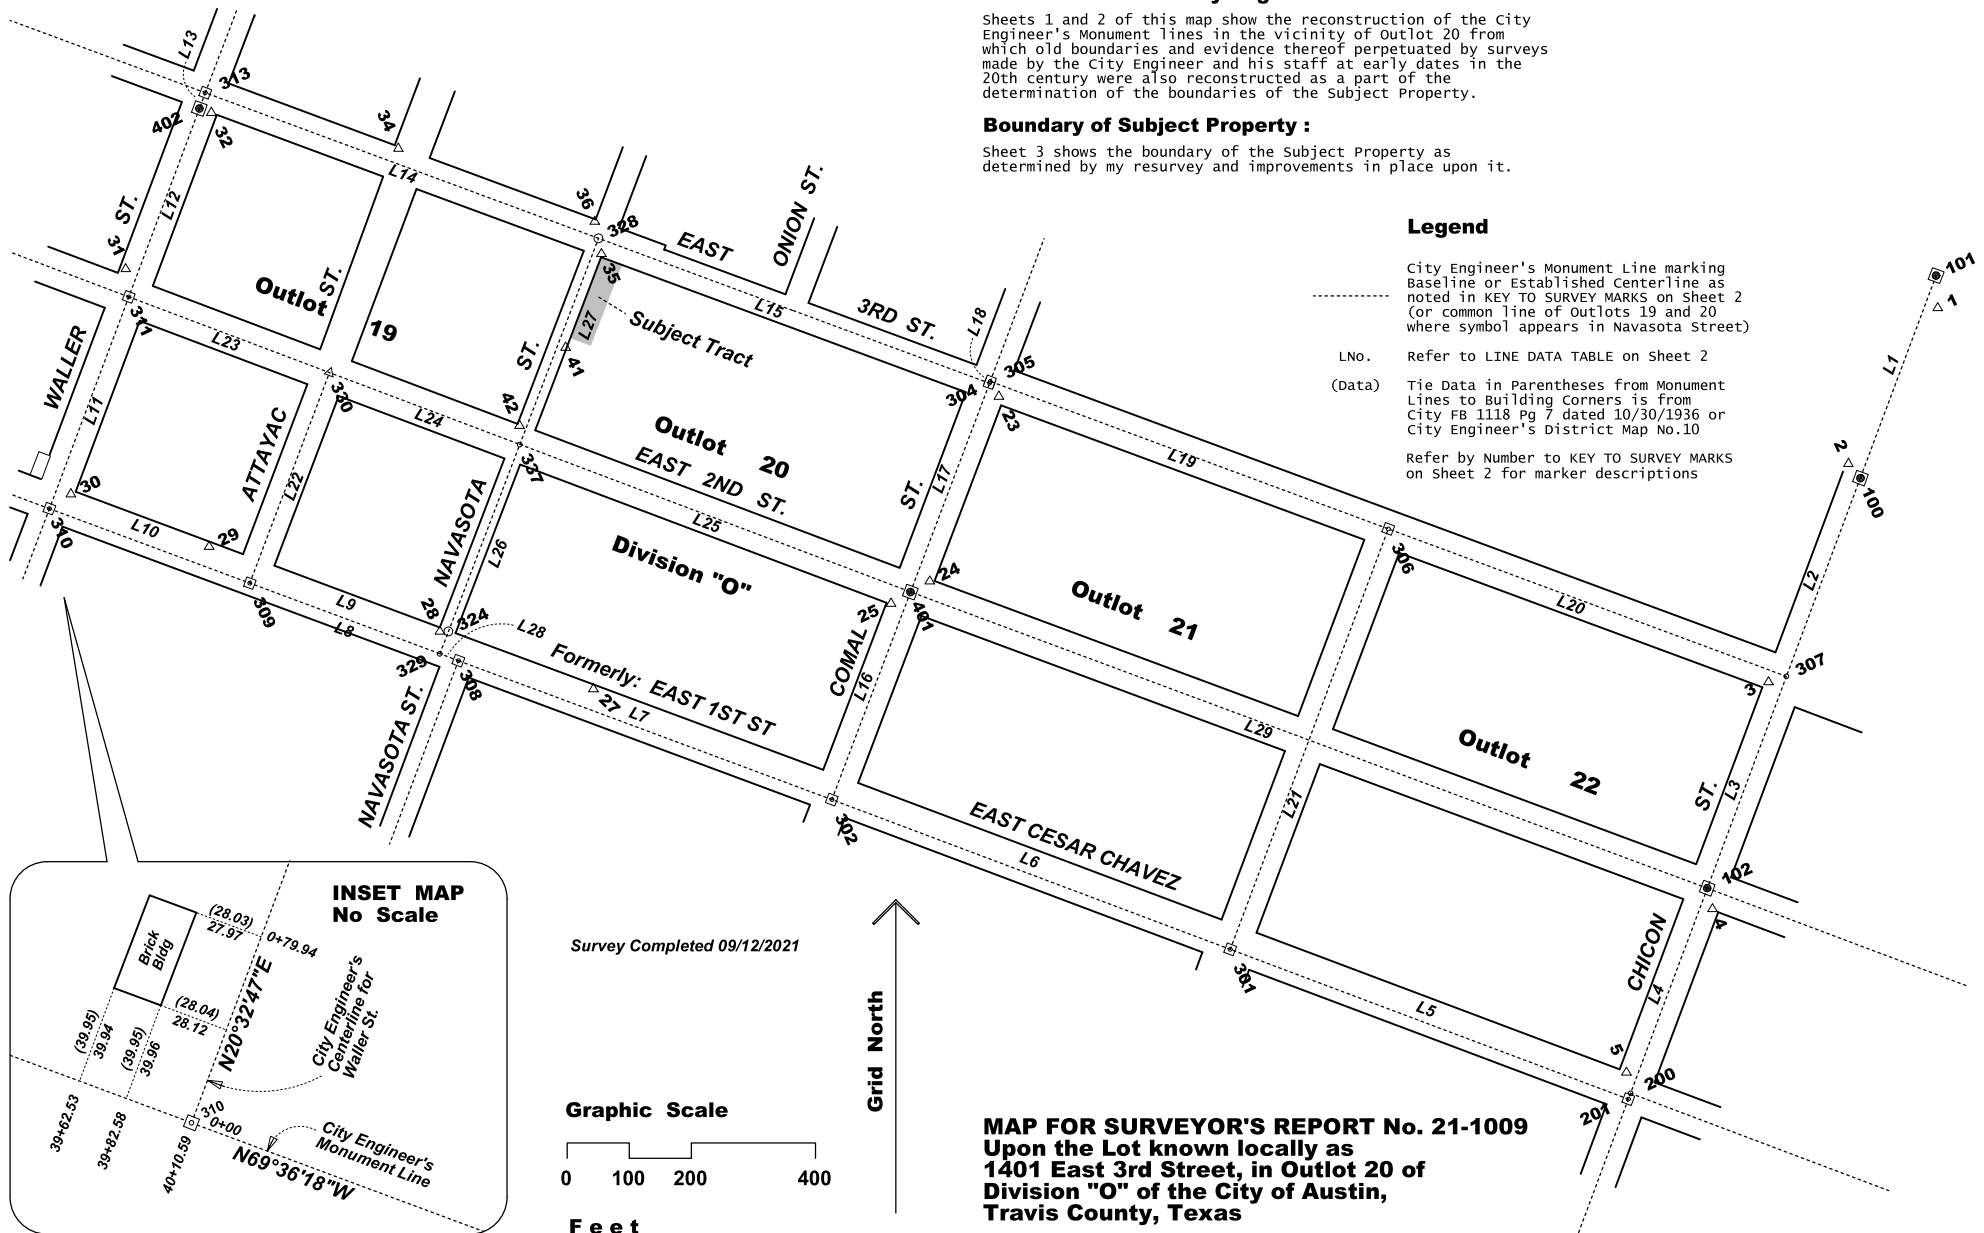 Sheets 1 and 2 of this map show the reconstruction of the City
Engineer's Monument lines in the vicinity of Outlot 20 from
which old boundaries and evidence thereof perpetuated by surveys
made by the City Engineer and his staff at early dates in the
20th century were also reconstructed as a part of the
determination of the boundaries of the Subject Property.
Boundary of Subject Property :
Sheet 3 shows the boundary of the Subject Property as
determined by my resurvey and improvements in place upon it.
Legend
City Engineer's Monument Line marking
Baseline or Established Centerline as
noted in KEY TO SURVEY MARKS on Sheet 2
(or common line of Outlots 19 and 20
where symbol appears in Navasota Street)
LNo. Refer to LINE DATA TABLE on Sheet 2
(Data) Tie Data in Parentheses from Monument
Lines to Building Corners is from
City FB 1118 Pg 7 dated 10/30/1936 or
City Engineer's District Map No.10
Refer by Number to KEY TO SURVEY MARKS
on Sheet 2 for marker descriptions
L13
313
402
32
34
L14
36
328
35
EAST
ONION ST.
L15
3RD ST.
L18
305
304
23
101
1
L1
2
100
L2
ST.
L12
31
311
Outlot
19
ST.
L23
330
WALLER
L11
ATTAYAC
L22
L24
ST.
42
41
L27
Subject Tract
337
Outlot
20
EAST 2ND ST.
L25
ST.
L17
L19
306
L20
307
3
30
310
L10
29
309
L9
L8
NAVASOTA
L26
28
324
329
L28
308
NAVASOTA ST.
Division "O"
Formerly: EAST 1ST ST
27
L7
25
24
401
COMAL
L16
302
Outlot
21
L29
L21
Outlot
22
ST.
L3
102
4
EAST CESAR CHAVEZ
L6
301
L5
CHICON
L4
5
200
201
INSET MAP
No Scale
Brick
Bldg
(28.03)
27.97
0+79.94
(28.04)
28.12
N20°32'47"E
(39.95)
39.94
(39.95)
39.96
City Engineer's
Centerline for
Waller St.
310
0+00
39+62.53
39+82.58
40+10.59
City Engineer's
Monument Line
N69°36'18"W
Survey Completed 09/12/2021
Graphic Scale
0 100 200 400
Feet
Grid North
MAP FOR SURVEYOR'S REPORT No. 21-1009
Upon the Lot known locally as
1401 East 3rd Street, in Outlot 20 of
Division "O" of the City of Austin,
Travis County, Texas